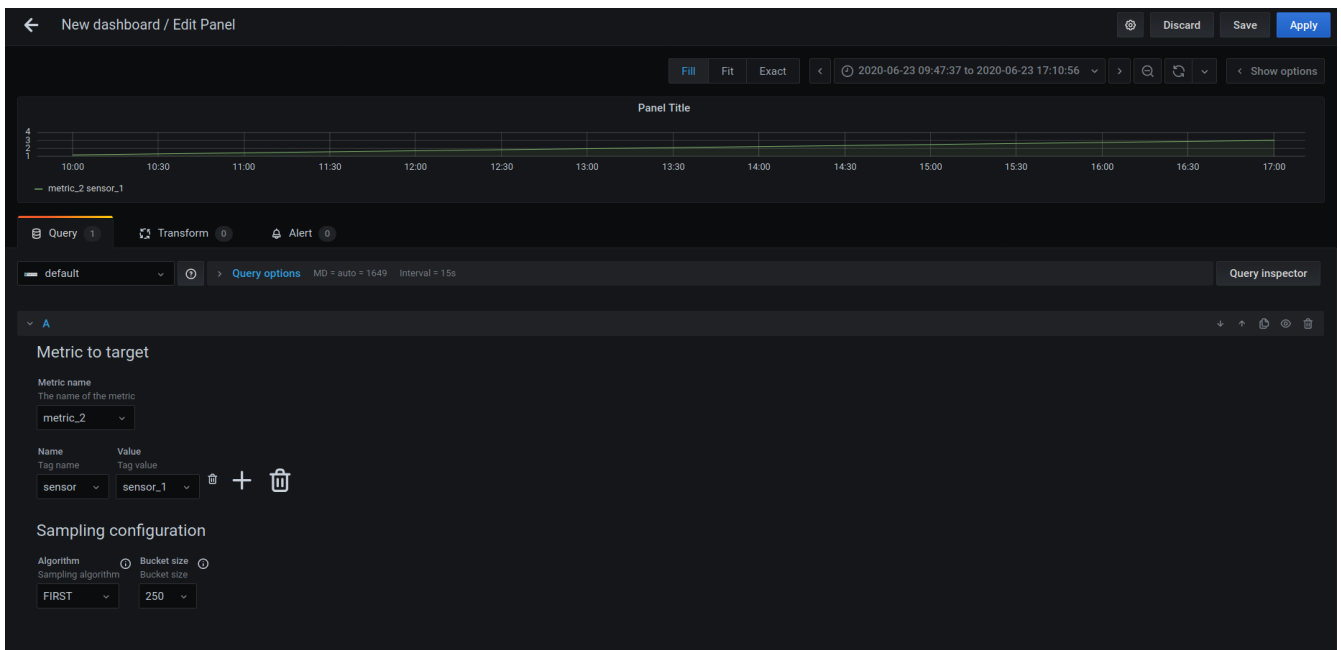 New dashboard / Edit Panel Discard Save Apply
Fill Fit Exact 2020-06-23 09:47:37 to 2020-06-23 17:10:56 Show options
Panel Title
4
3
2
1
10:00 10:30 11:00 11:30 12:00 12:30 13:00 13:30 14:00 14:30 15:00 15:30 16:00 16:30 17:00
metric_2 sensor_1
Query 1 Transform 0 Alert 0
default Query options MD = auto = 1649 Interval = 15s Query inspector
A
Metric to target
Metric name
The name of the metric
metric_2
Name Value
Tag name Tag value
sensor sensor_1
Sampling configuration
Algorithm Bucket size
Sampling algorithm Bucket size
FIRST 250